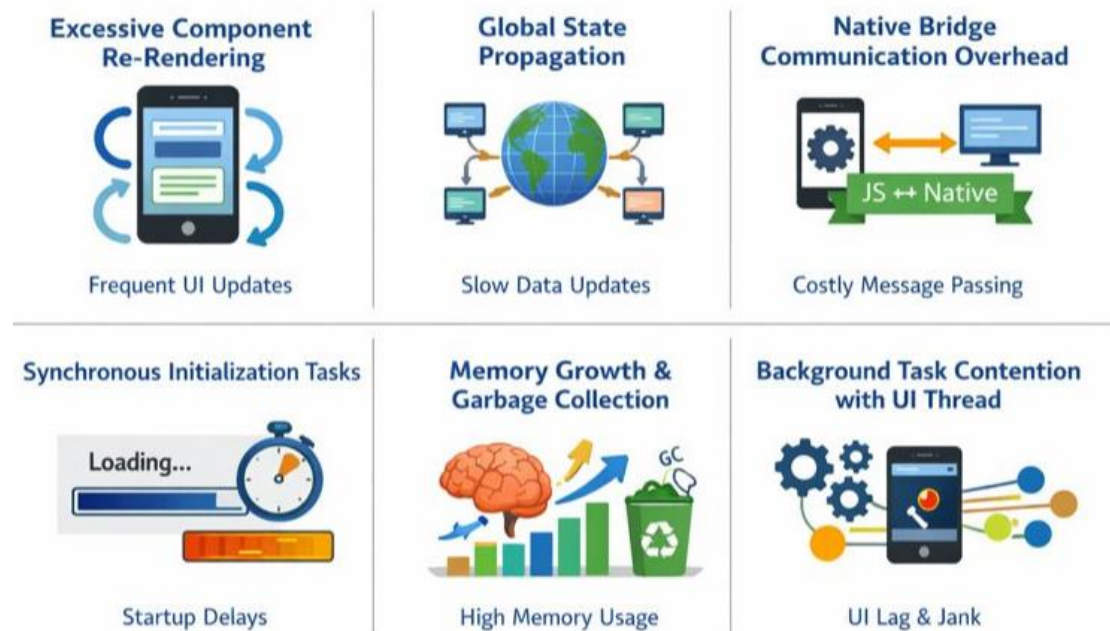 Excessive Component
Re-Rendering
Frequent UI Updates
Global State
Propagation
Slow Data Updates
Native Bridge
Communication Overhead
JS ↔ Native
Costly Message Passing
Synchronous Initialization Tasks
Loading...
Startup Delays
Memory Growth &
Garbage Collection
GC
High Memory Usage
Background Task Contention
with UI Thread
UI Lag & Jank